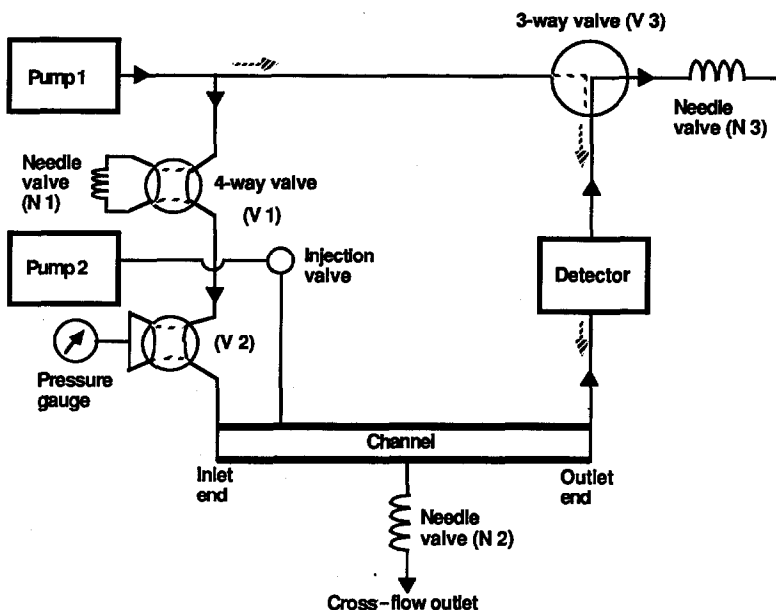 3-way valve (V 3)
Pump 1
Needle
valve (N 3)
Needle
valve
(N 1)
4-way valve
(V 1)
Pump 2
Injection
valve
Detector
(V 2)
Pressure
gauge
Channel
Inlet
end
Outlet
end
Needle
valve (N 2)
Cross-flow outlet